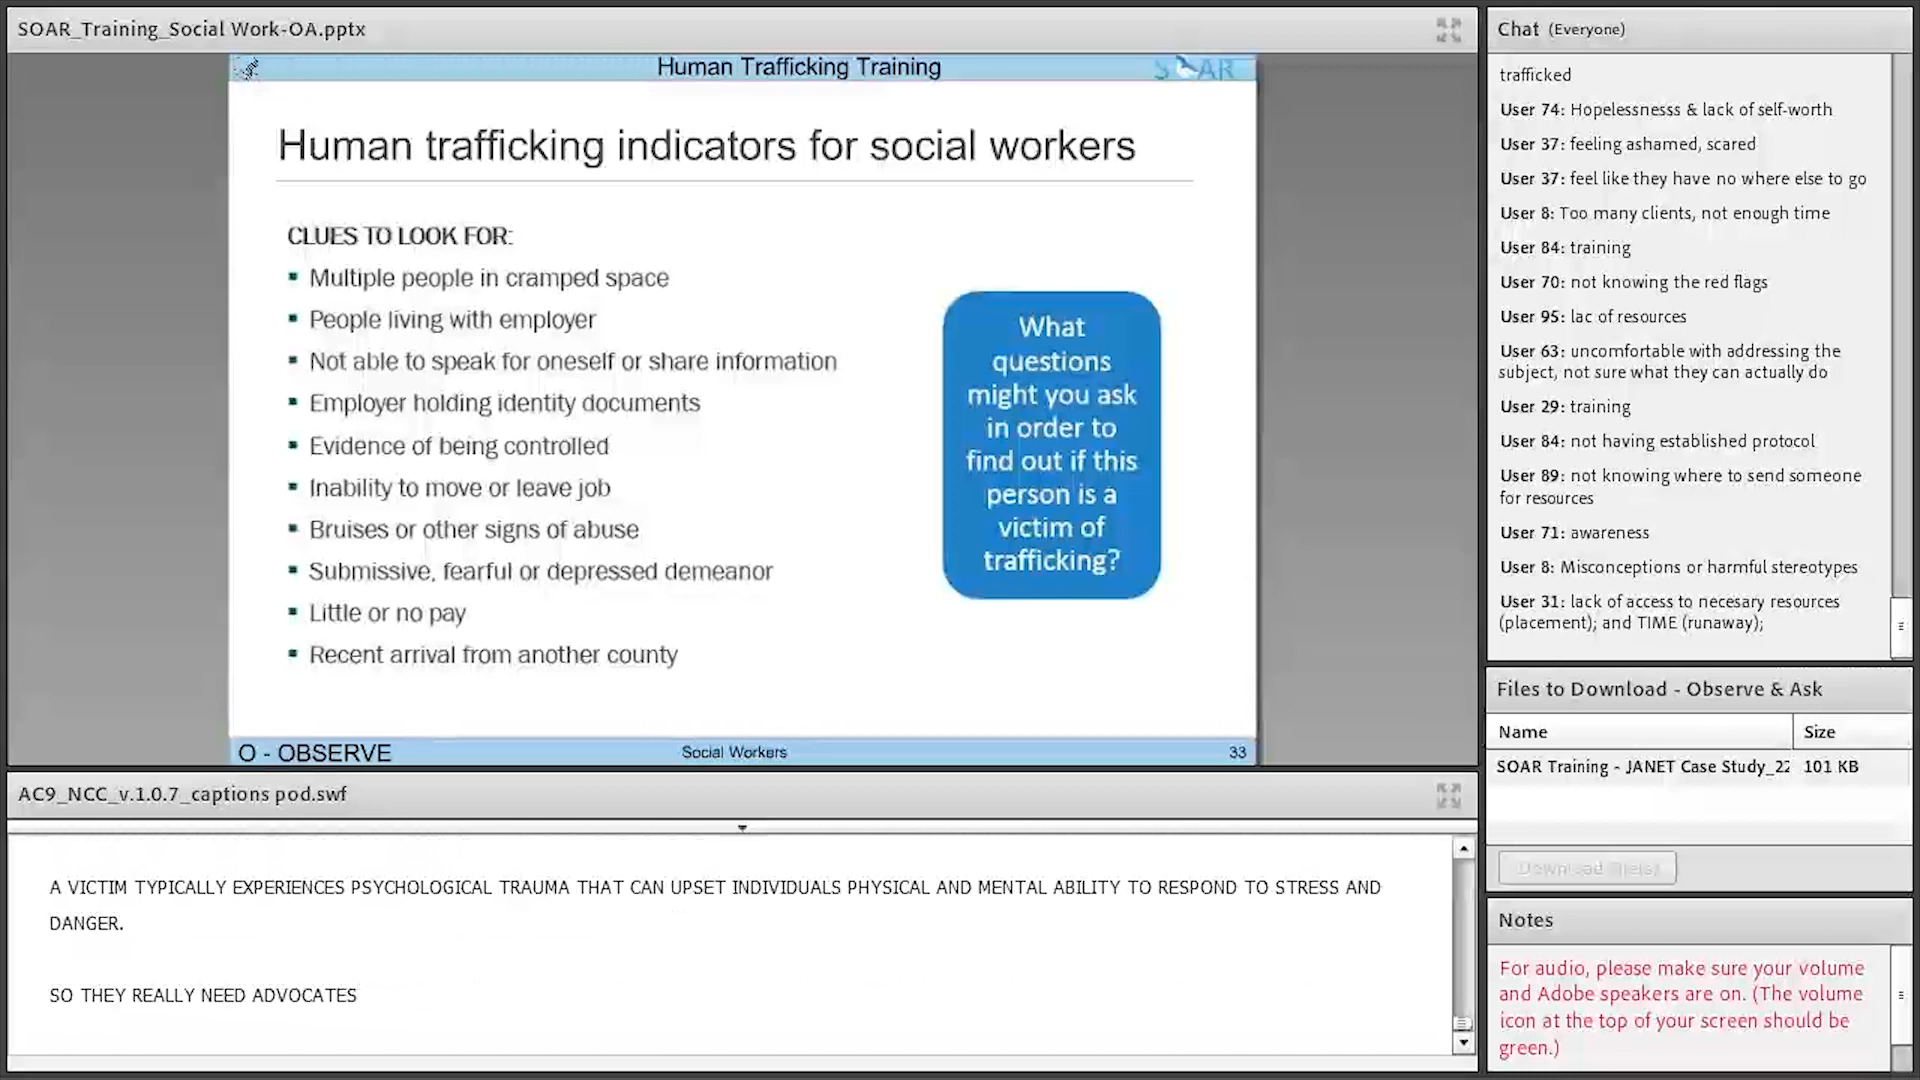 SOAR_Training_Social Work-OA.pptx
Human Trafficking Training
SOAR
Human trafficking indicators for social workers
CLUES TO LOOK FOR:
▪ Multiple people in cramped space
▪ People living with employer
▪ Not able to speak for oneself or share information
▪ Employer holding identity documents
▪ Evidence of being controlled
▪ Inability to move or leave job
▪ Bruises or other signs of abuse
▪ Submissive, fearful or depressed demeanor
▪ Little or no pay
▪ Recent arrival from another county
What
questions
might you ask
in order to
find out if this
person is a
victim of
trafficking?
O - OBSERVE
Social Workers
33
AC9_NCC_v.1.0.7_captions pod.swf
A VICTIM TYPICALLY EXPERIENCES PSYCHOLOGICAL TRAUMA THAT CAN UPSET INDIVIDUALS PHYSICAL AND MENTAL ABILITY TO RESPOND TO STRESS AND
DANGER.
SO THEY REALLY NEED ADVOCATES
Chat (Everyone)
trafficked
User 74: Hopelessnesss & lack of self-worth
User 37: feeling ashamed, scared
User 37: feel like they have no where else to go
User 8: Too many clients, not enough time
User 84: training
User 70: not knowing the red flags
User 95: lac of resources
User 63: uncomfortable with addressing the
subject, not sure what they can actually do
User 29: training
User 84: not having established protocol
User 89: not knowing where to send someone
for resources
User 71: awareness
User 8: Misconceptions or harmful stereotypes
User 31: lack of access to necesary resources
(placement); and TIME (runaway);
Files to Download - Observe & Ask
Name Size
SOAR Training - JANET Case Study_22 101 KB
Download File(s)
Notes
For audio, please make sure your volume
and Adobe speakers are on. (The volume
icon at the top of your screen should be
green.)